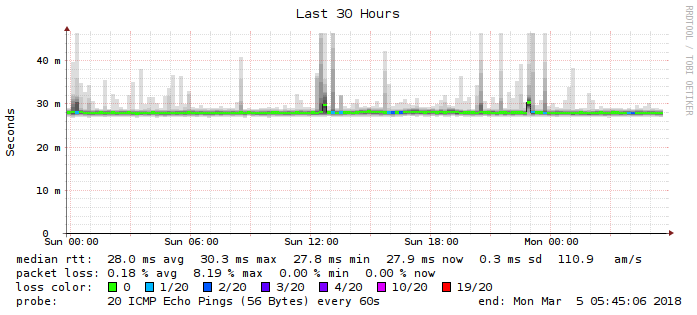 Last 30 Hours
RRDTOOL / TOBI OETIKER
Seconds
40 m
30 m
20 m
10 m
0
Sun 00:00 Sun 06:00 Sun 12:00 Sun 18:00 Mon 00:00
median rtt: 28.0 ms avg 30.3 ms max 27.8 ms min 27.9 ms now 0.3 ms sd 110.9 am/s
packet loss: 0.18 % avg 8.19 % max 0.00 % min 0.00 % now
loss color: 0 1/20 2/20 3/20 4/20 10/20 19/20
probe: 20 ICMP Echo Pings (56 Bytes) every 60s end: Mon Mar 5 05:45:06 2018